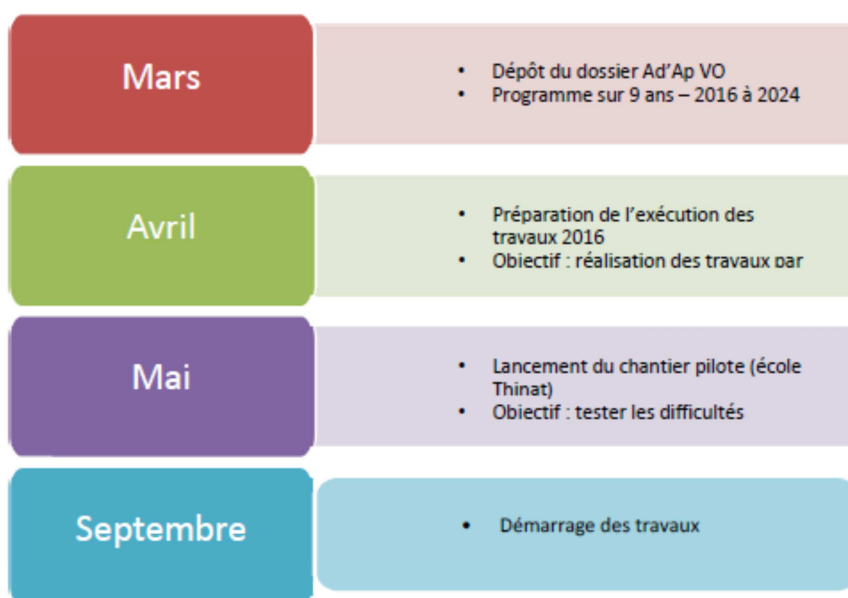 Mars
• Dépôt du dossier Ad'Ap VO
• Programme sur 9 ans – 2016 à 2024
Avril
• Préparation de l'exécution des
travaux 2016
• Objectif : réalisation des travaux par
Mai
• Lancement du chantier pilote (école
Thinat)
• Objectif : tester les difficultés
Septembre
• Démarrage des travaux